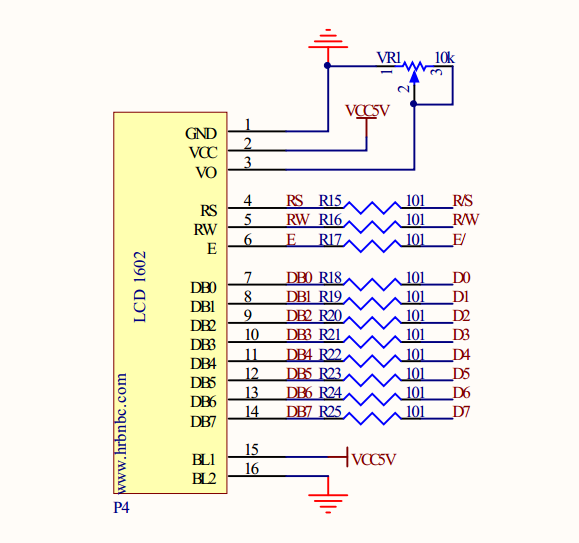 VR1 10k
1 2 3
VCC5V
GND 1
VCC 2
VO 3
RS 4 RS R15 101 R/S
RW 5 RW R16 101 R/W
E 6 E R17 101 E/
DB0 7 DB0 R18 101 D0
DB1 8 DB1 R19 101 D1
DB2 9 DB2 R20 101 D2
DB3 10 DB3 R21 101 D3
DB4 11 DB4 R22 101 D4
DB5 12 DB5 R23 101 D5
DB6 13 DB6 R24 101 D6
DB7 14 DB7 R25 101 D7
BL1 15 VCC5V
BL2 16
LCD 1602
www.hrbnbc.com
P4